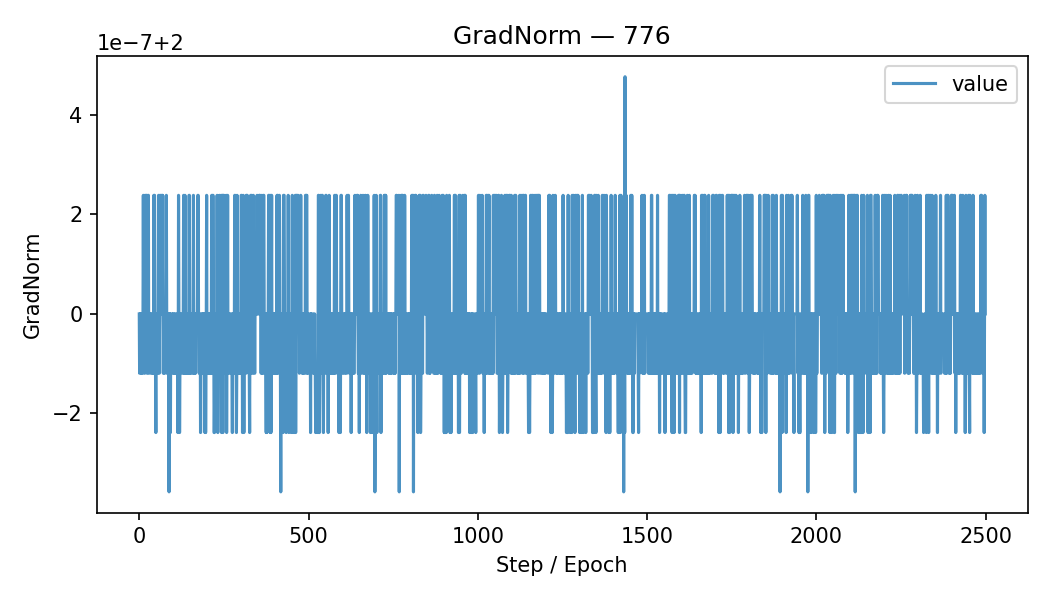 GradNorm — 776
1e−7+2
value
4
2
0
−2
GradNorm
0 500 1000 1500 2000 2500
Step / Epoch